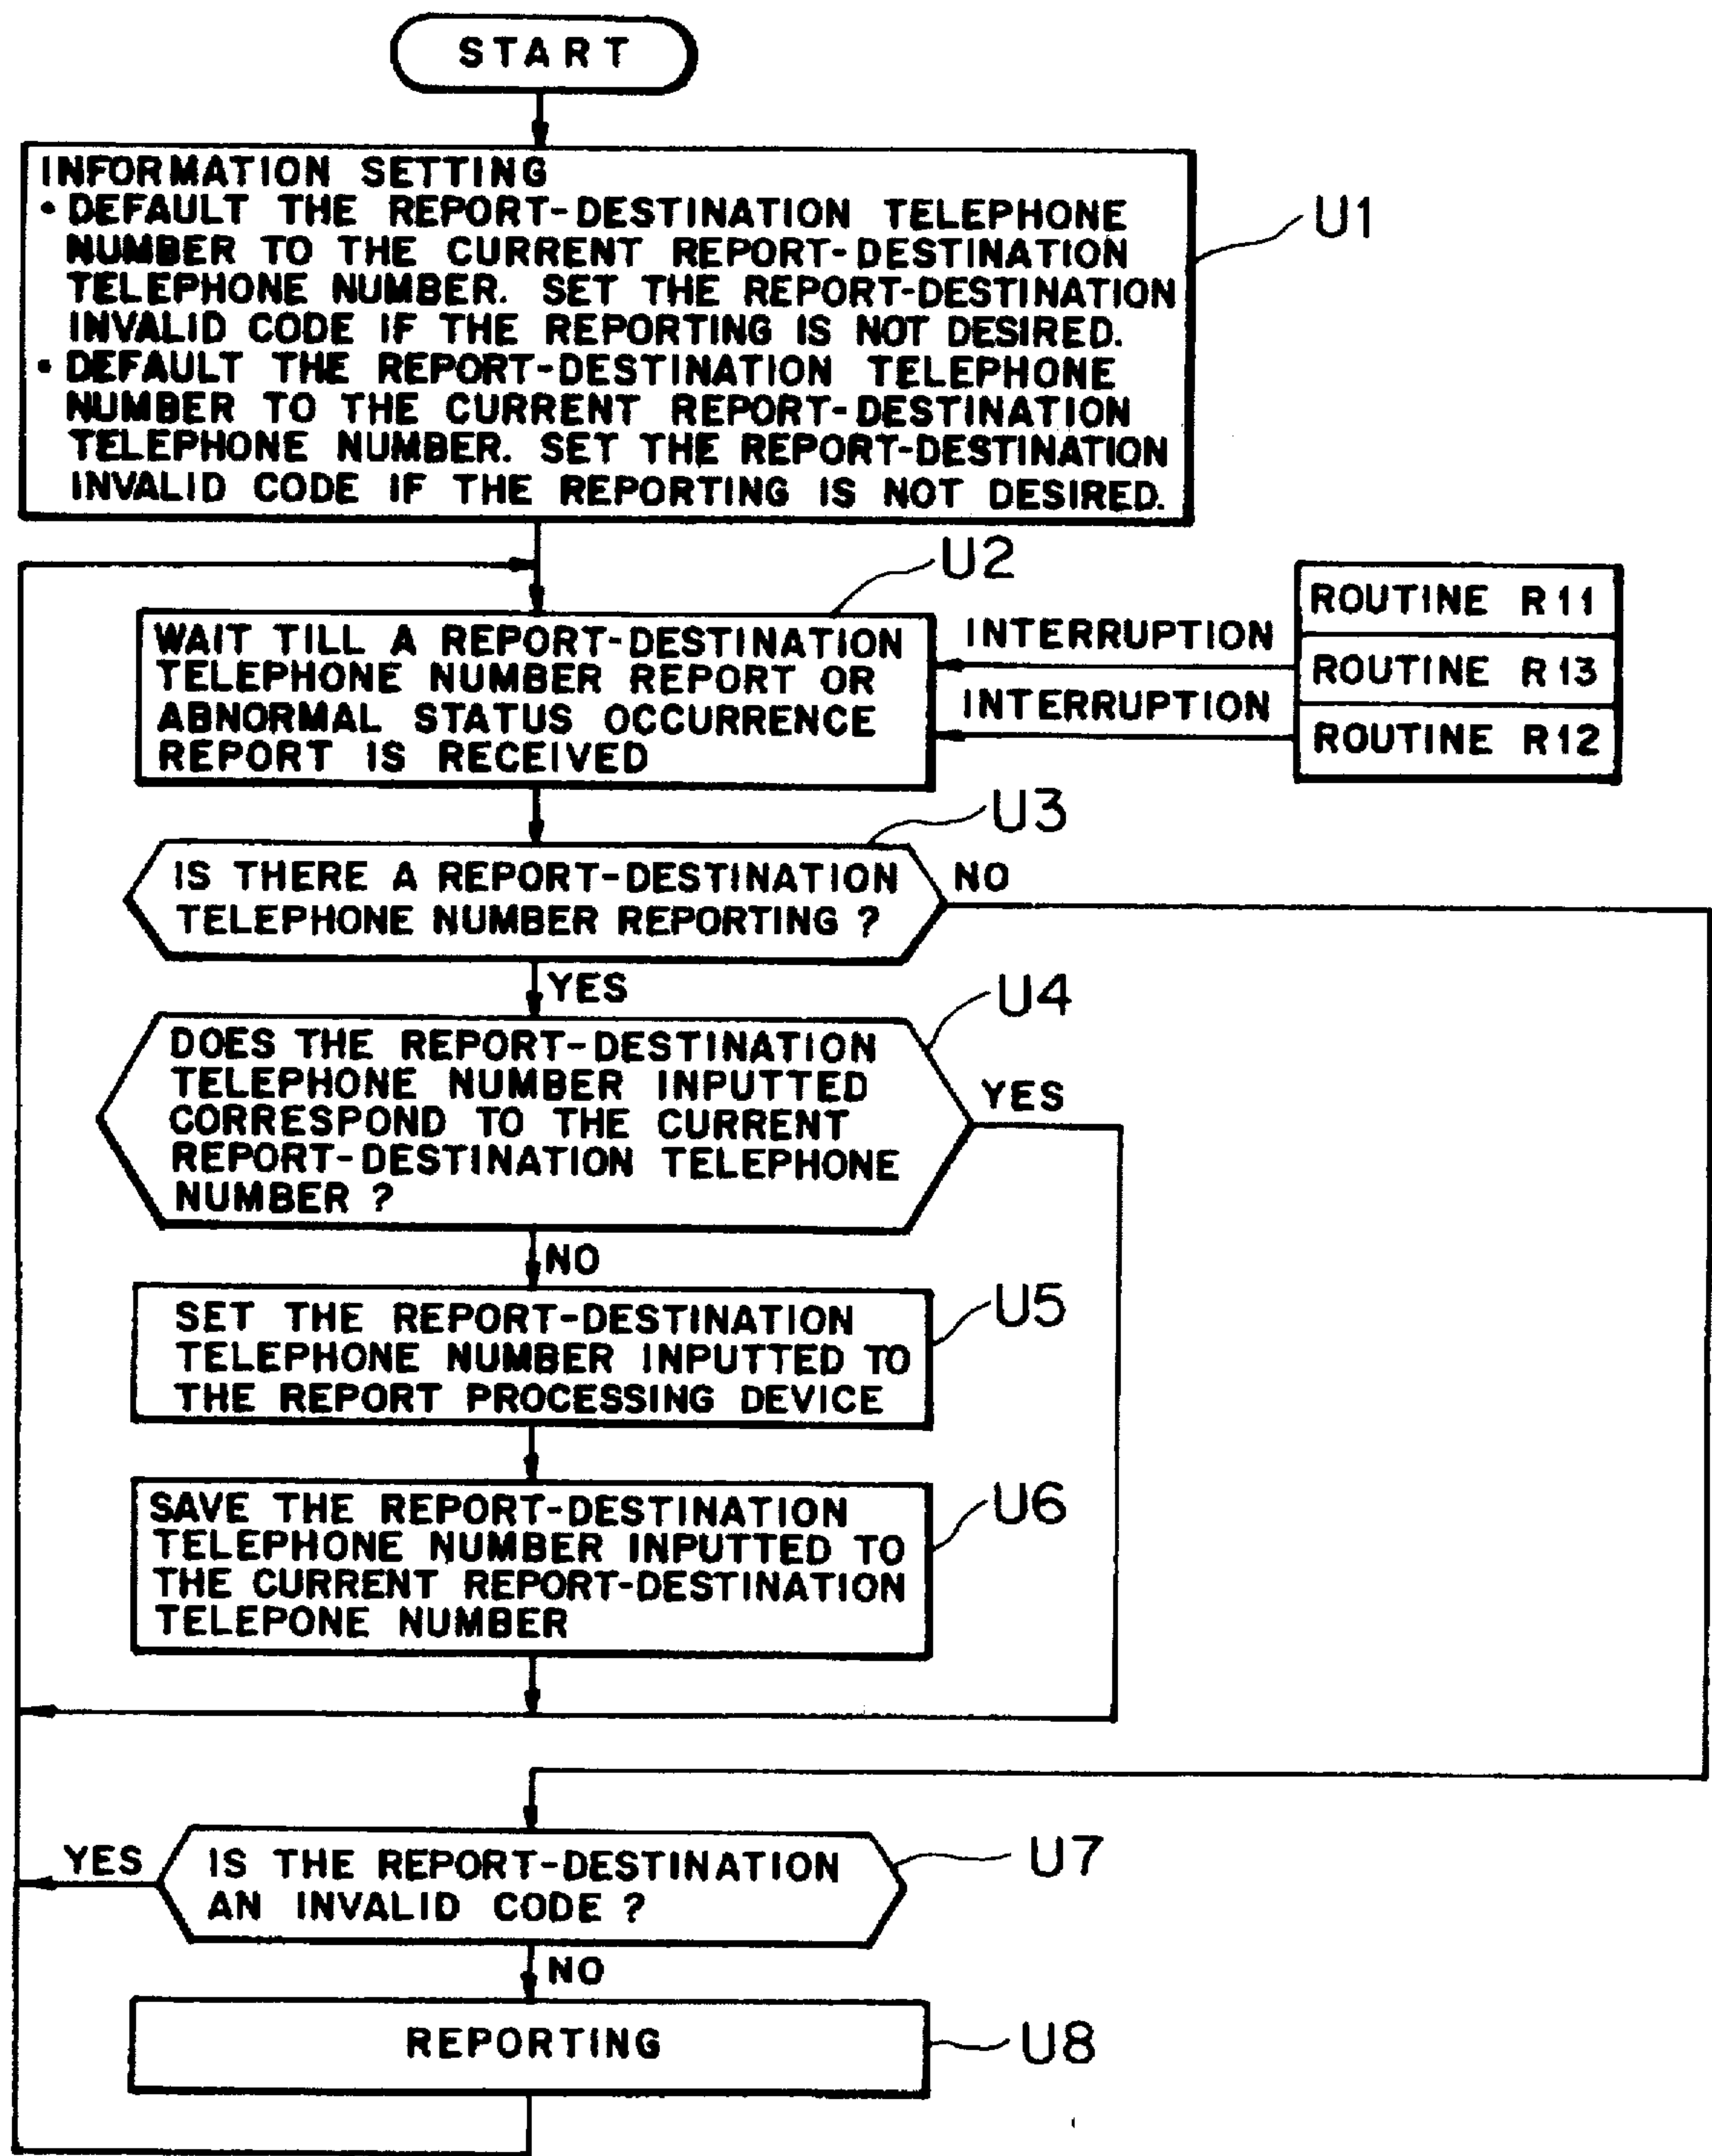 START
INFORMATION SETTING
• DEFAULT THE REPORT-DESTINATION TELEPHONE
NUMBER TO THE CURRENT REPORT-DESTINATION
TELEPHONE NUMBER. SET THE REPORT-DESTINATION
INVALID CODE IF THE REPORTING IS NOT DESIRED.
• DEFAULT THE REPORT-DESTINATION TELEPHONE
NUMBER TO THE CURRENT REPORT-DESTINATION
TELEPHONE NUMBER. SET THE REPORT-DESTINATION
INVALID CODE IF THE REPORTING IS NOT DESIRED.
U1
U2
WAIT TILL A REPORT-DESTINATION
TELEPHONE NUMBER REPORT OR
ABNORMAL STATUS OCCURRENCE
REPORT IS RECEIVED
INTERRUPTION
INTERRUPTION
ROUTINE R11
ROUTINE R13
ROUTINE R12
U3
IS THERE A REPORT-DESTINATION
TELEPHONE NUMBER REPORTING ?
NO
YES
U4
DOES THE REPORT-DESTINATION
TELEPHONE NUMBER INPUTTED
CORRESPOND TO THE CURRENT
REPORT-DESTINATION TELEPHONE
NUMBER ?
YES
NO
U5
SET THE REPORT-DESTINATION
TELEPHONE NUMBER INPUTTED TO
THE REPORT PROCESSING DEVICE
U6
SAVE THE REPORT-DESTINATION
TELEPHONE NUMBER INPUTTED TO
THE CURRENT REPORT-DESTINATION
TELEPONE NUMBER
YES
IS THE REPORT-DESTINATION
AN INVALID CODE ?
U7
NO
REPORTING
U8